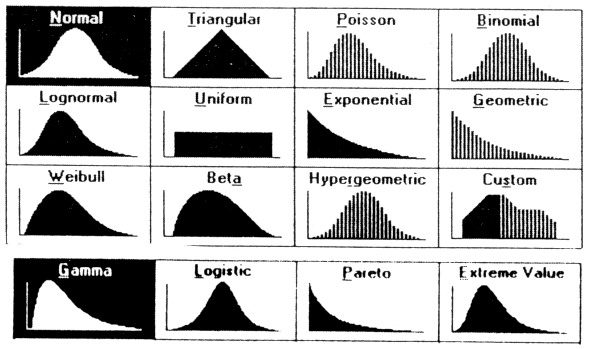 Normal Triangular Poisson Binomial
Lognormal Uniform Exponential Geometric
Weibull Beta Hypergeometric Custom
Gamma Logistic Pareto Extreme Value